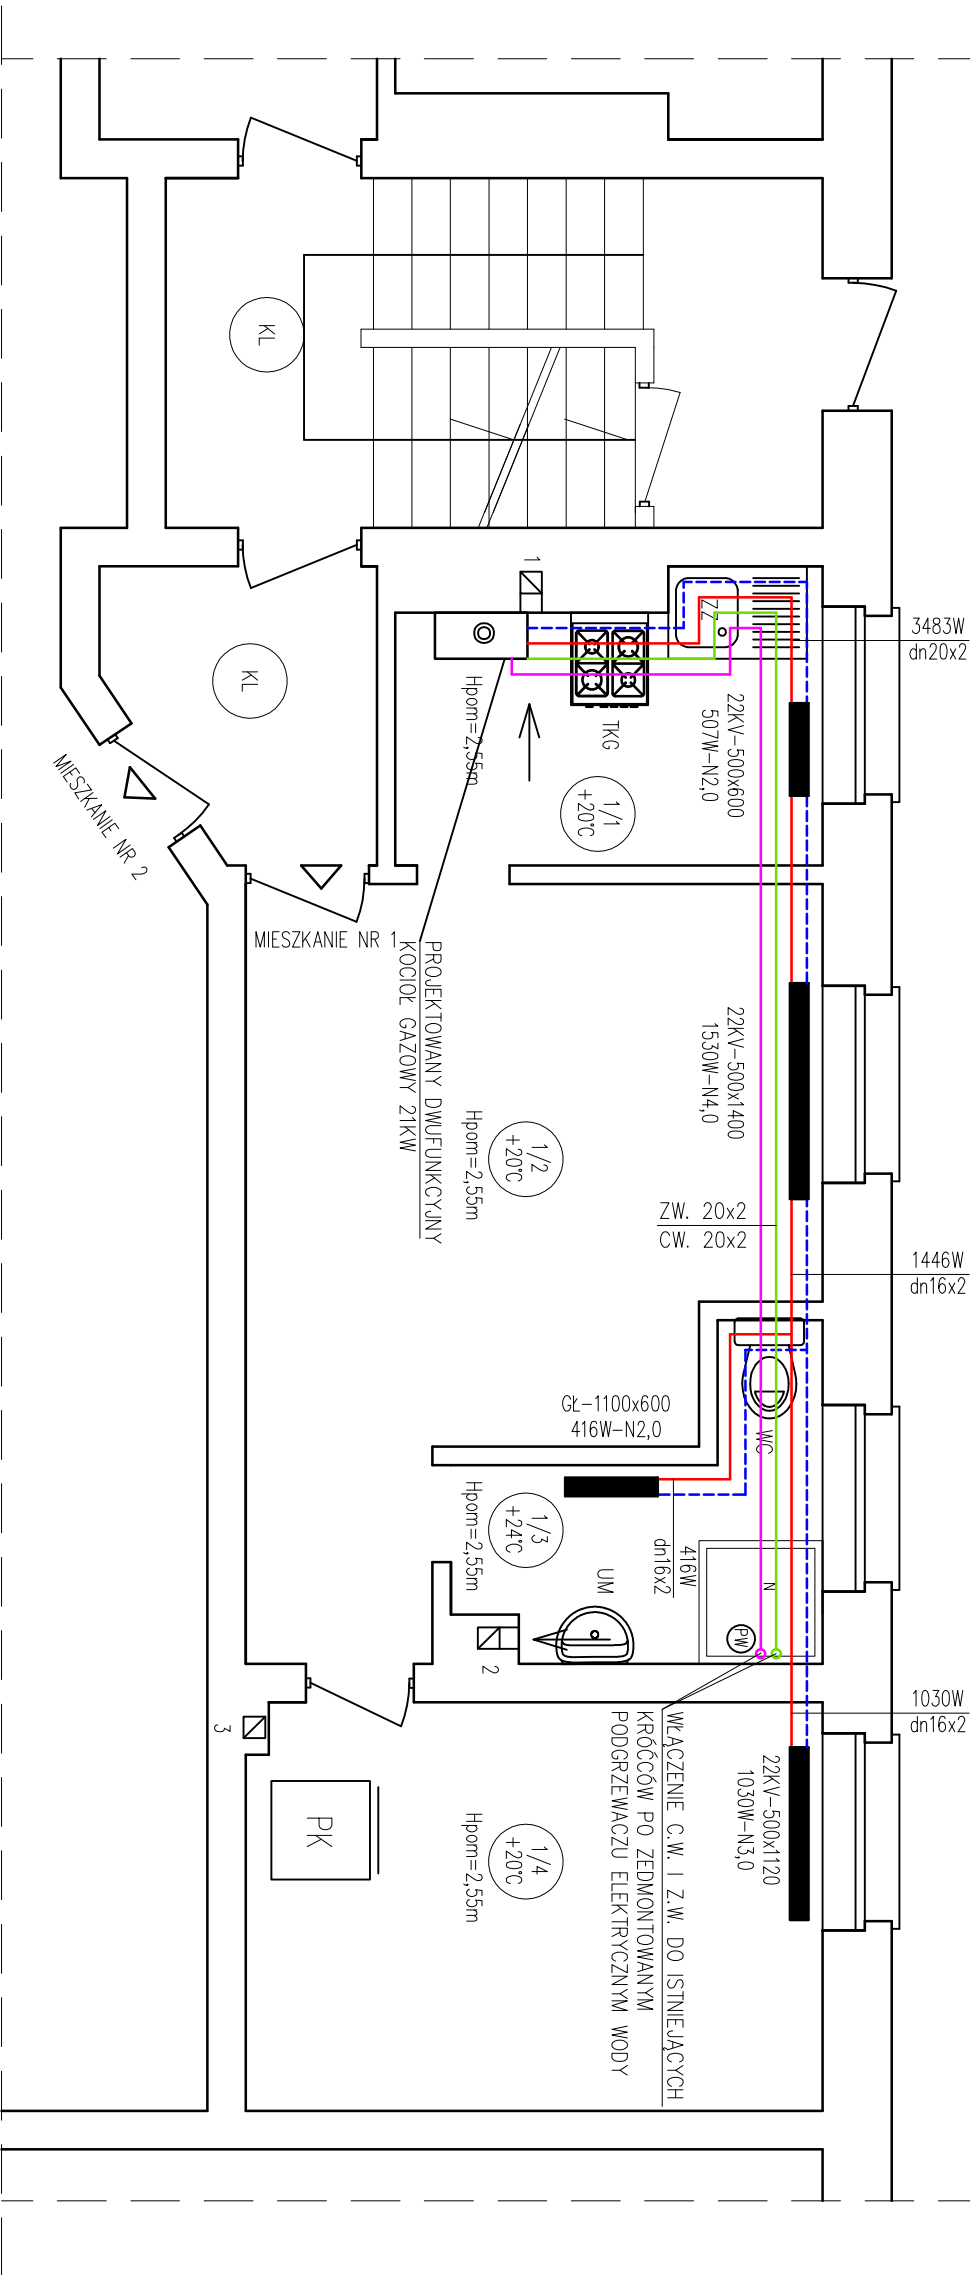 KL
1
ZZ
3483W
dn20x2
KL
Hpom=2,55m
TKG
22KV-500x600
507W-N2,0
1/1
+20°C
MIESZKANIE NR 2
MIESZKANIE NR 1
PROJEKTOWANY DWUFUNKCYJNY
KOCIOŁ GAZOWY 21KW
22KV-500x1400
1530W-N4,0
1/2
+20°C
Hpom=2,55m
ZW. 20x2
CW. 20x2
1446W
dn16x2
GŁ-1100x600
416W-N2,0
WC
1/3
+24°C
Hpom=2,55m
416W
dn16x2
UM
N
PW
2
3
1030W
dn16x2
WŁĄCZENIE C.W. I Z.W. DO ISTNIEJĄCYCH
KRÓĆCÓW PO ZEDMONTOWANYM
PODGRZEWACZU ELEKTRYCZNYM WODY
22KV-500x1120
1030W-N3,0
PK
1/4
+20°C
Hpom=2,55m